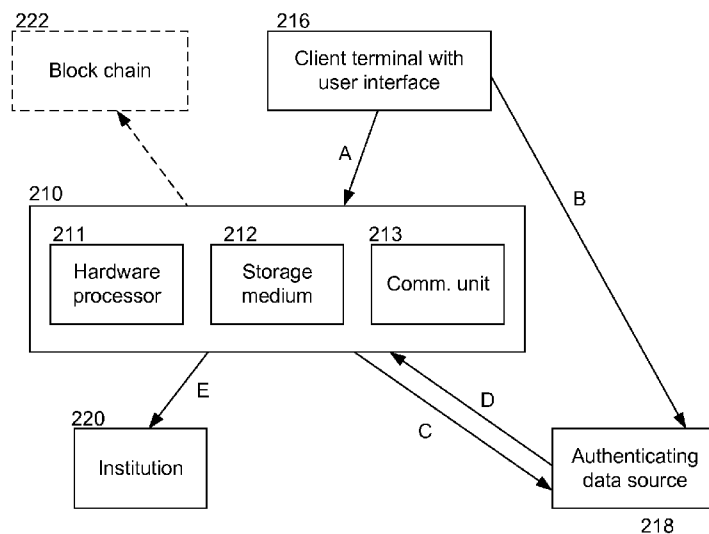 222
Block chain
216
Client terminal with
user interface
A
B
210
211
Hardware
processor
212
Storage
medium
213
Comm. unit
E
D
C
220
Institution
Authenticating
data source
218